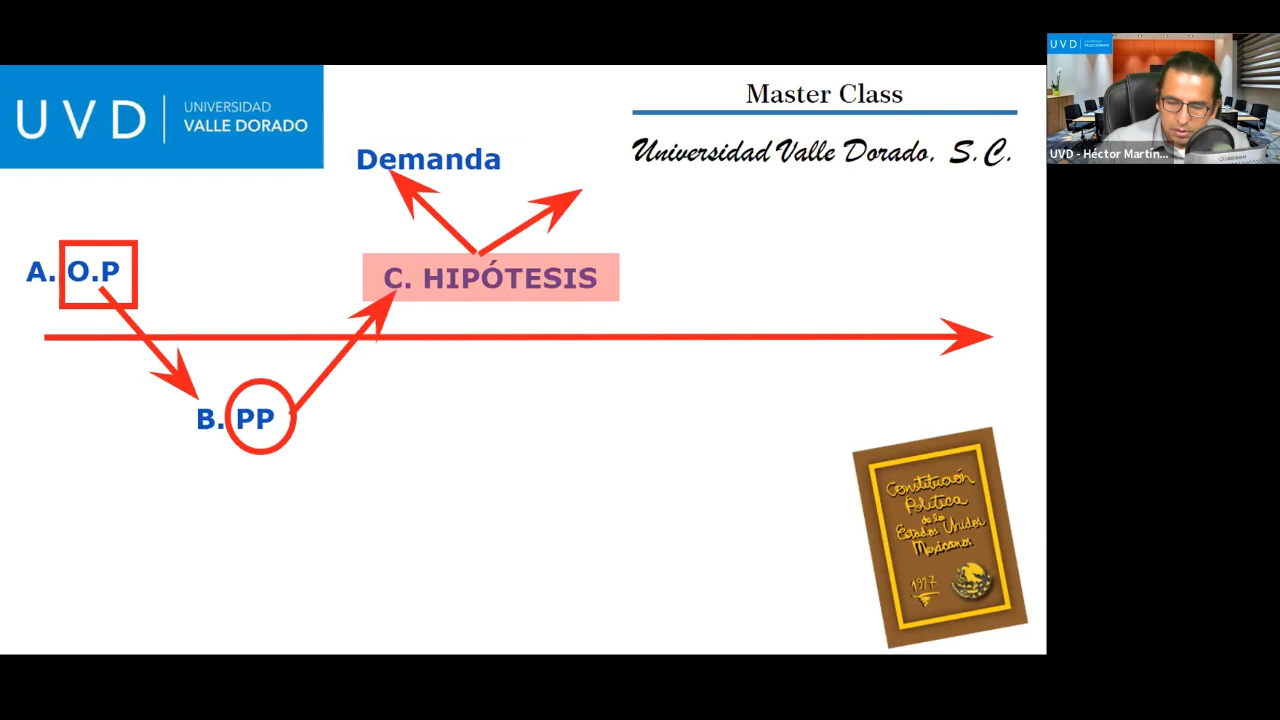 UVD
UNIVERSIDAD
VALLE DORADO
Master Class
Universidad Valle Dorado, S.C.
Demanda
A. O.P
C. HIPÓTESIS
B. PP
Constitución
Política
de los
Estados Unidos
Mexicanos
1917
UVD
UVD - Héctor Martín...